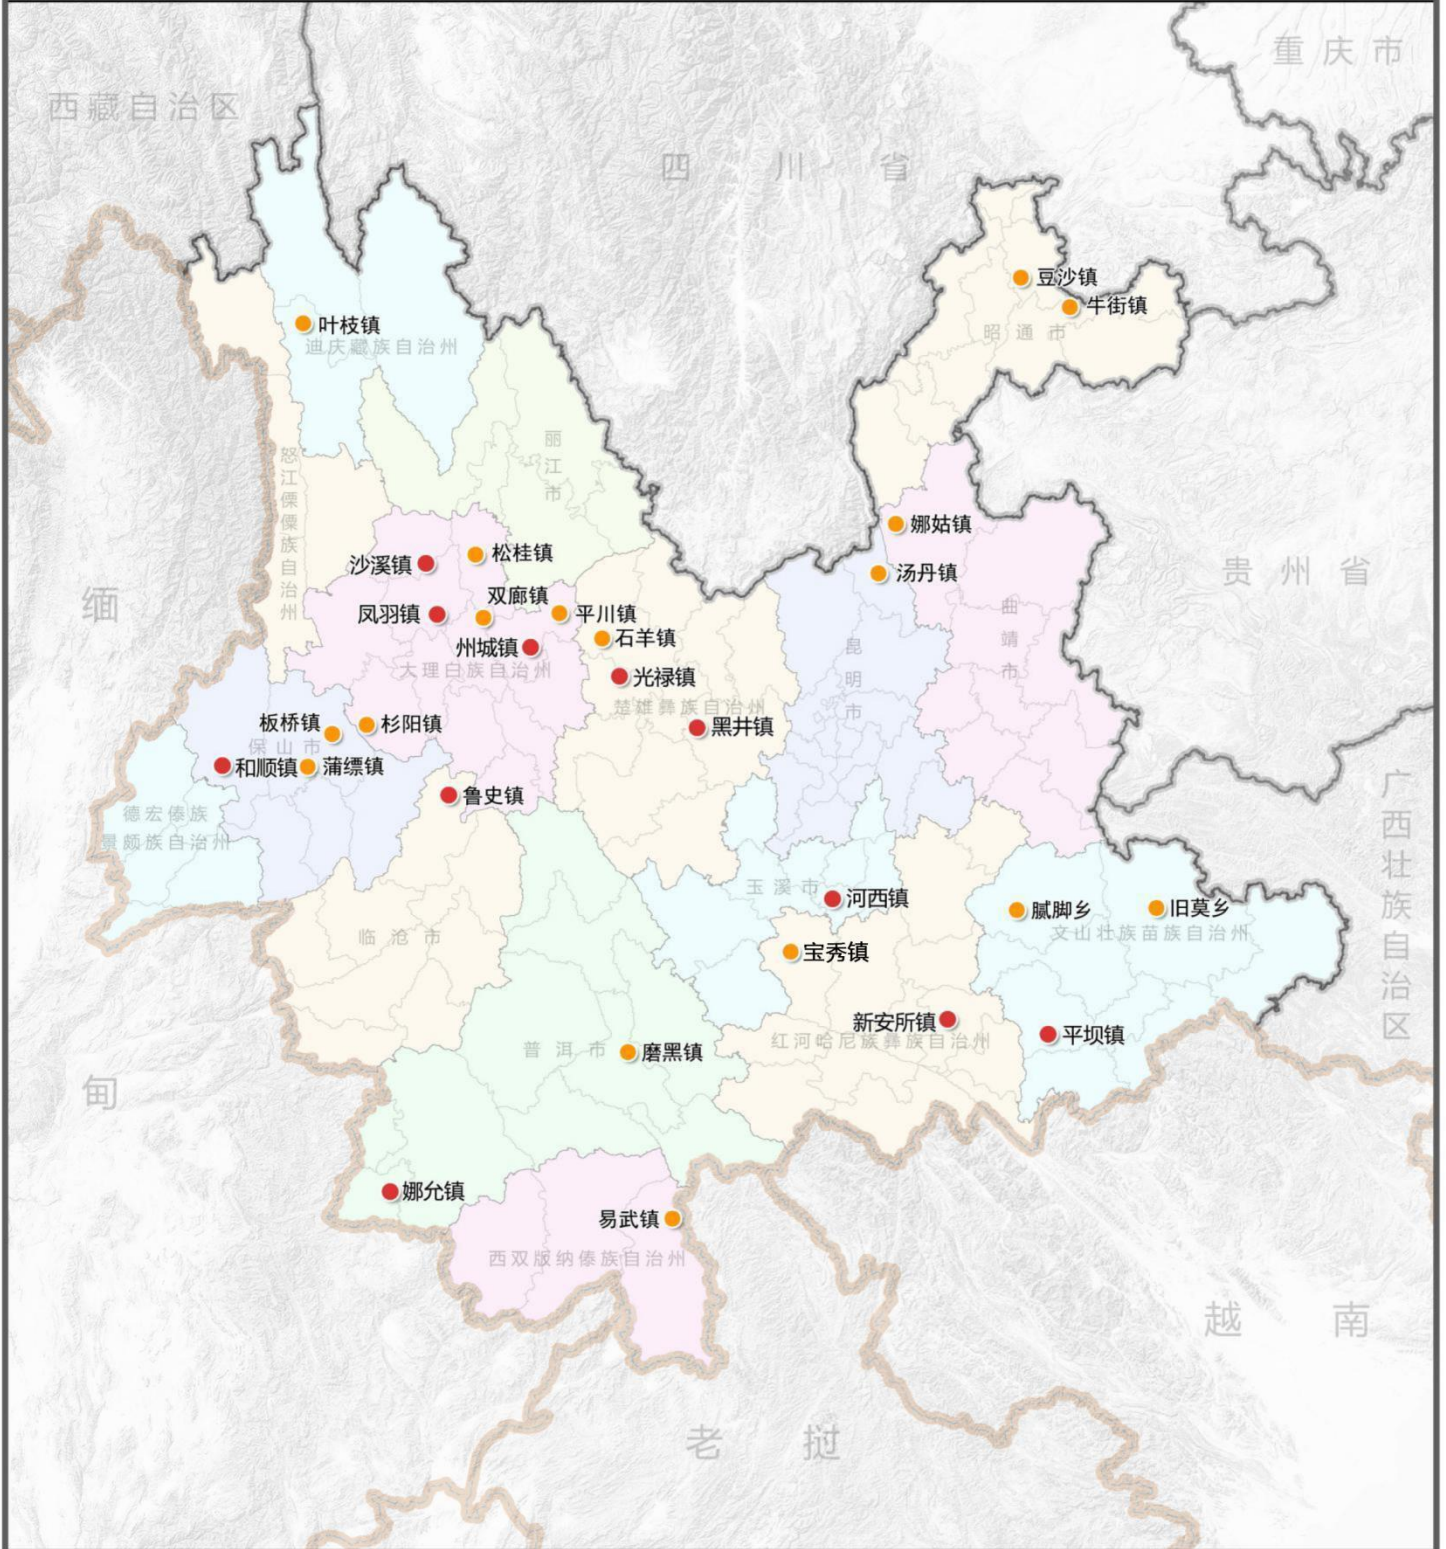 重庆市
西藏自治区
四川省
豆沙镇
牛街镇
叶枝镇
昭通市
迪庆藏族自治州
丽江市
怒江傈僳族自治州
娜姑镇
松桂镇
沙溪镇
汤丹镇
贵州省
双廊镇
缅甸
凤羽镇
平川镇
石羊镇
州城镇
曲靖市
昆明市
大理白族自治州
光禄镇
楚雄彝族自治州
板桥镇
杉阳镇
黑井镇
保山市
和顺镇
蒲缥镇
鲁史镇
德宏傣族
景颇族自治州
广西壮族自治区
玉溪市
河西镇
腻脚乡
旧莫乡
临沧市
文山壮族苗族自治州
宝秀镇
新安所镇
平坝镇
红河哈尼族彝族自治州
普洱市
磨黑镇
娜允镇
易武镇
西双版纳傣族自治州
越南
老挝